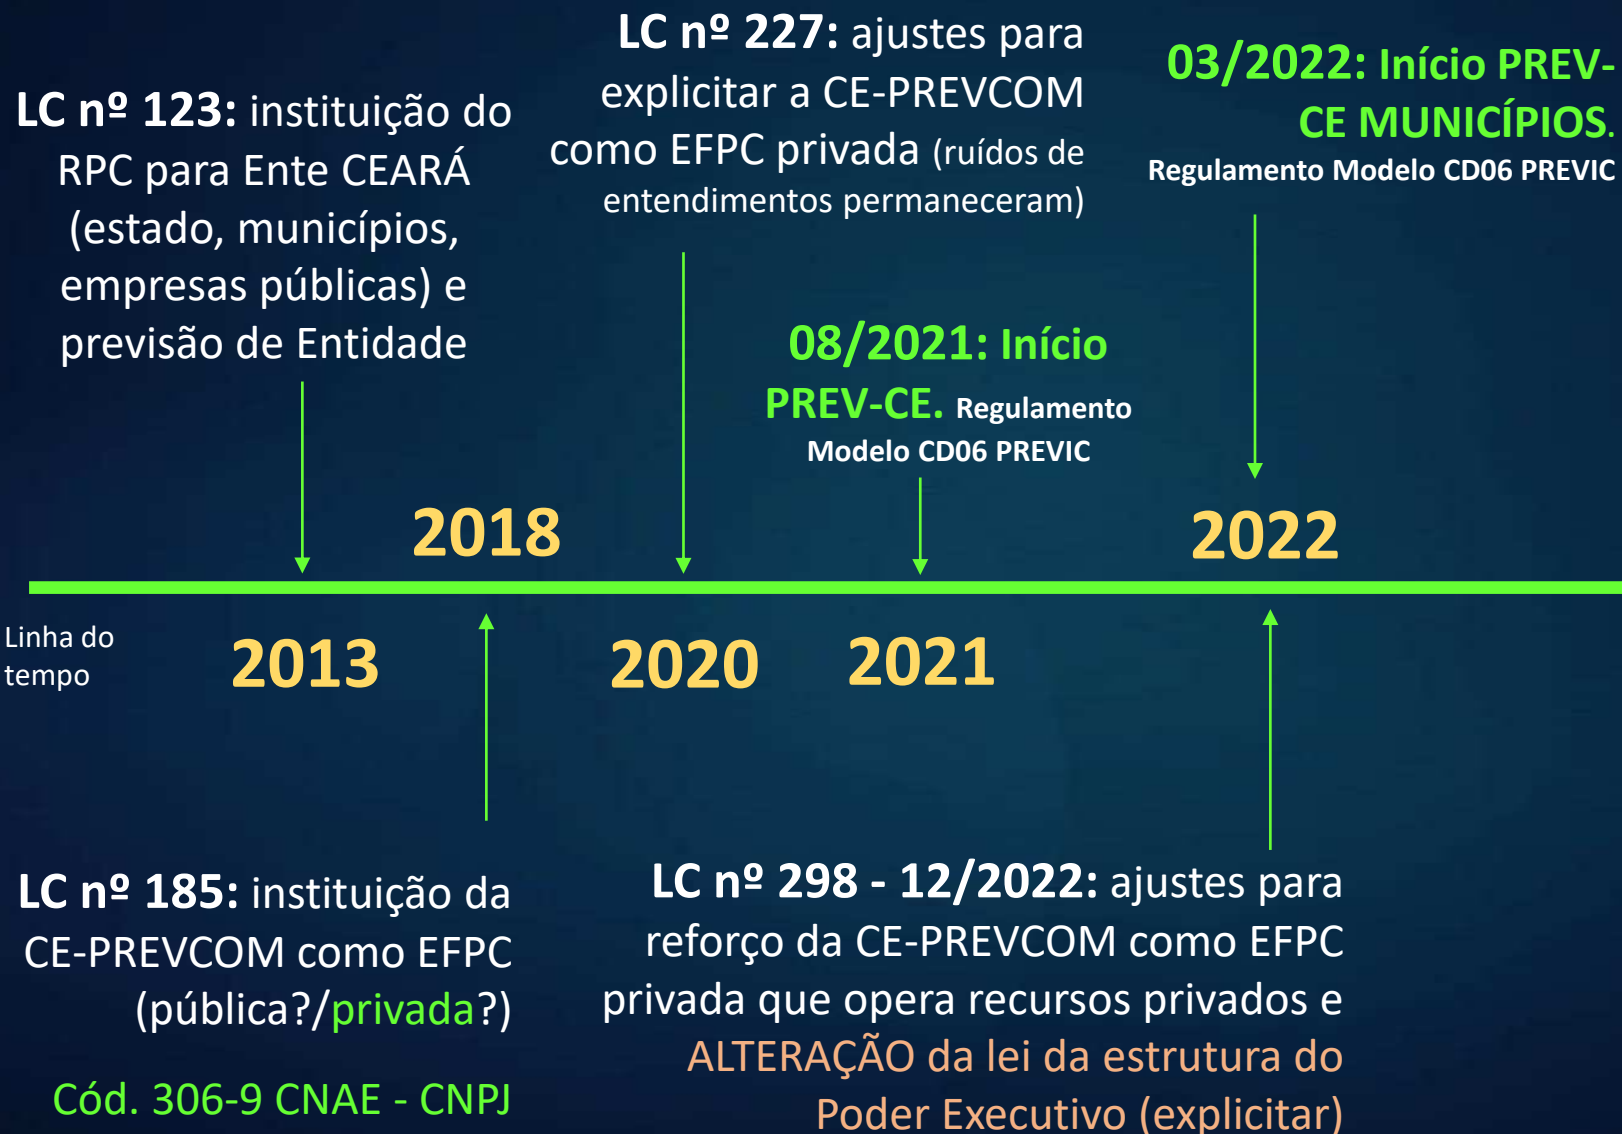 LC nº 123: instituição do
RPC para Ente CEARÁ
(estado, municípios,
empresas públicas) e
previsão de Entidade
LC nº 227: ajustes para
explicitar a CE-PREVCOM
como EFPC privada (ruídos de
entendimentos permaneceram)
03/2022: Início PREV-
CE MUNICÍPIOS.
Regulamento Modelo CD06 PREVIC
08/2021: Início
PREV-CE. Regulamento
Modelo CD06 PREVIC
2018
2022
Linha do
tempo
2013
2020
2021
LC nº 185: instituição da
CE-PREVCOM como EFPC
(pública?/privada?)
Cód. 306-9 CNAE - CNPJ
LC nº 298 - 12/2022: ajustes para
reforço da CE-PREVCOM como EFPC
privada que opera recursos privados e
ALTERAÇÃO da lei da estrutura do
Poder Executivo (explicitar)